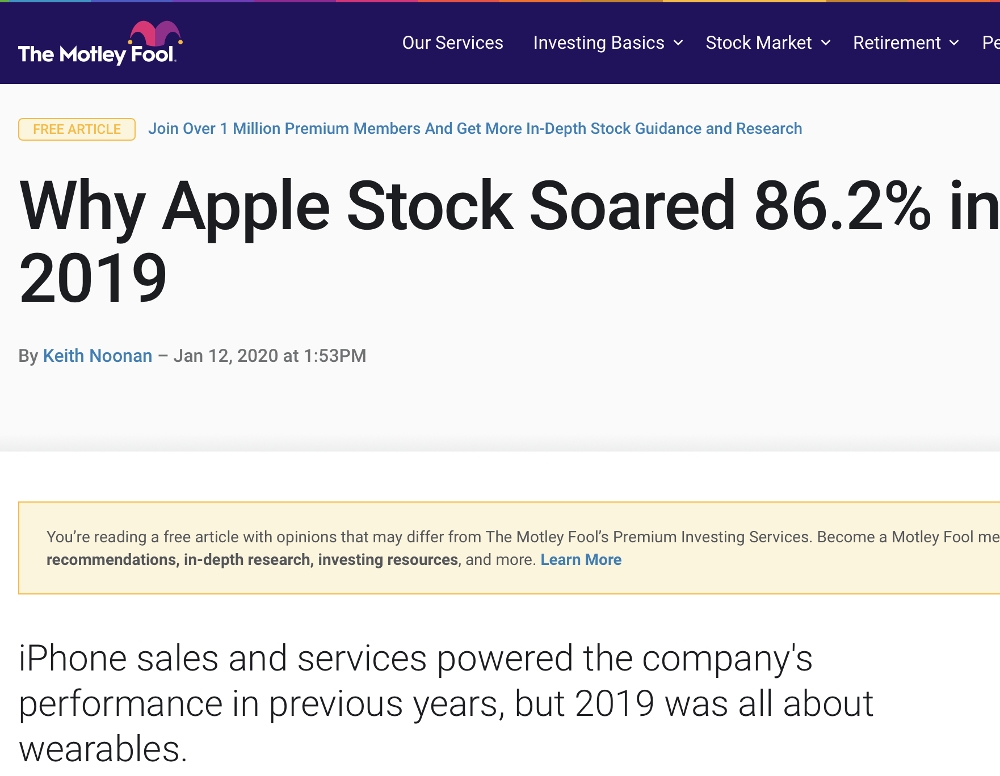 The Motley Fool.
Our Services Investing Basics Stock Market Retirement
FREE ARTICLE Join Over 1 Million Premium Members And Get More In-Depth Stock Guidance and Research
Why Apple Stock Soared 86.2% in
2019
By Keith Noonan – Jan 12, 2020 at 1:53PM
You’re reading a free article with opinions that may differ from The Motley Fool’s Premium Investing Services. Become a Motley Fool
recommendations, in-depth research, investing resources, and more. Learn More
iPhone sales and services powered the company's
performance in previous years, but 2019 was all about
wearables.